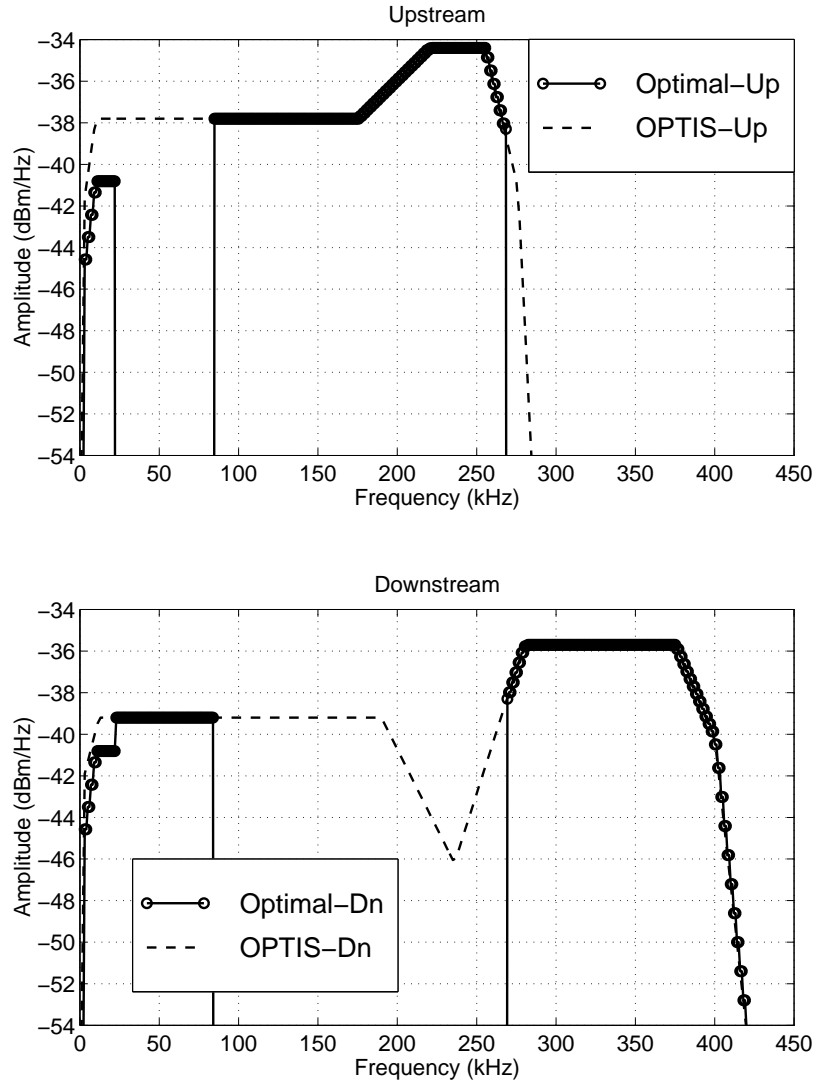 Upstream
−34
−36
−38
−40
−42
−44
−46
−48
−50
−52
−54
Amplitude (dBm/Hz)
Optimal−Up
OPTIS−Up
0 50 100 150 200 250 300 350 400 450
Frequency (kHz)
Downstream
−34
−36
−38
−40
−42
−44
−46
−48
−50
−52
−54
Amplitude (dBm/Hz)
Optimal−Dn
OPTIS−Dn
0 50 100 150 200 250 300 350 400 450
Frequency (kHz)